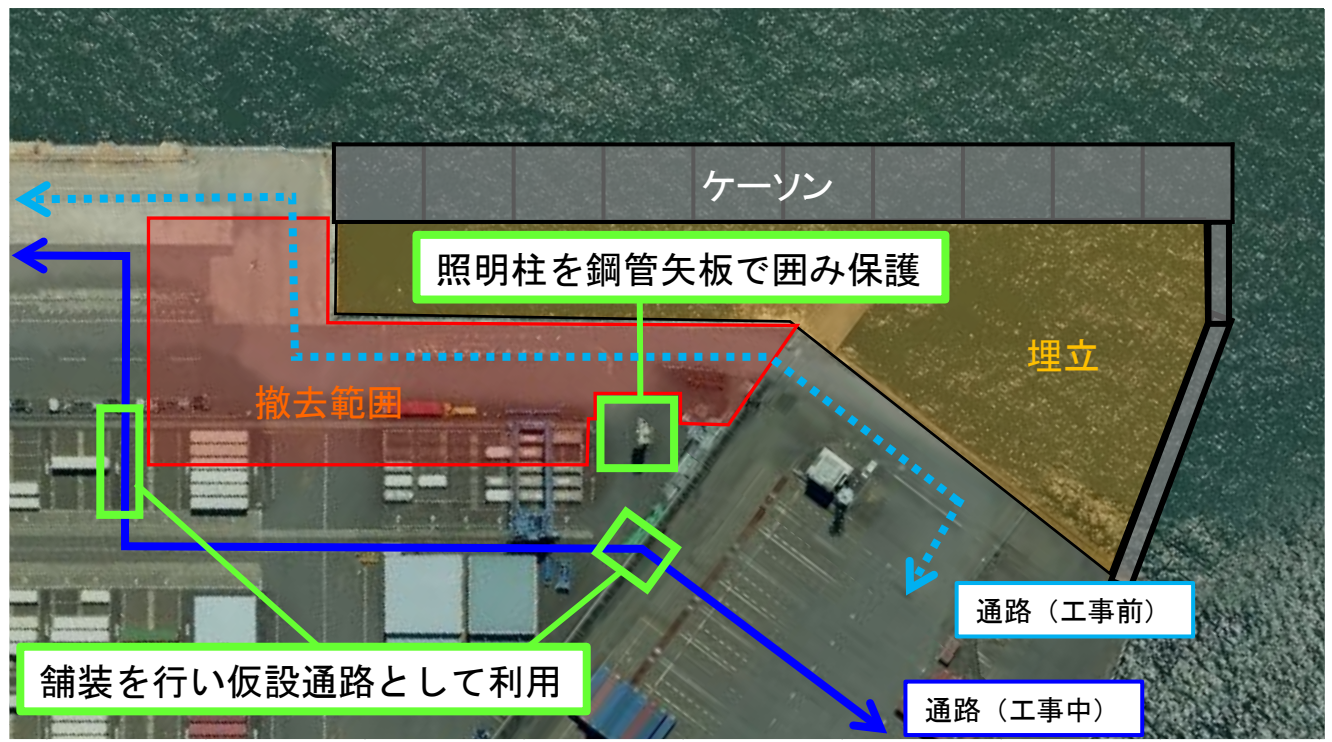 ケーソン
照明柱を鋼管矢板で囲み保護
埋立
撤去範囲
通路（工事前）
舗装を行い仮設通路として利用
通路（工事中）